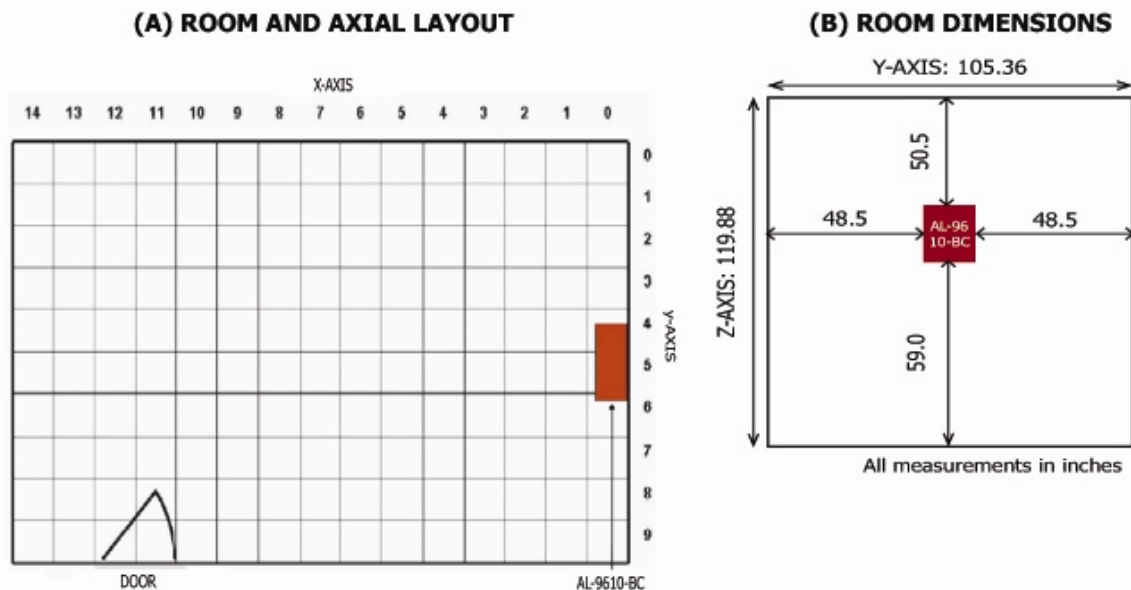 (A) ROOM AND AXIAL LAYOUT
X-AXIS
14 13 12 11 10 9 8 7 6 5 4 3 2 1 0
0
1
2
3
4
5
6
7
8
9
Y-AXIS
DOOR
AL-9610-BC
(B) ROOM DIMENSIONS
Y-AXIS: 105.36
Z-AXIS: 119.88
50.5
48.5
AL-96
10-BC
48.5
59.0
All measurements in inches